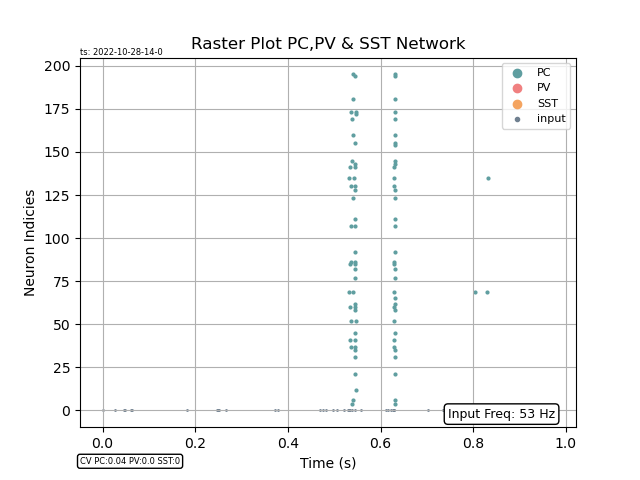 Raster Plot PC,PV & SST Network
ts: 2022-10-28-14-0
PC
PV
SST
input
200
175
150
125
100
75
50
25
0
Neuron Indicies
Input Freq: 53 Hz
0.0 0.2 0.4 0.6 0.8 1.0
Time (s)
CV PC:0.04 PV:0.0 SST:0